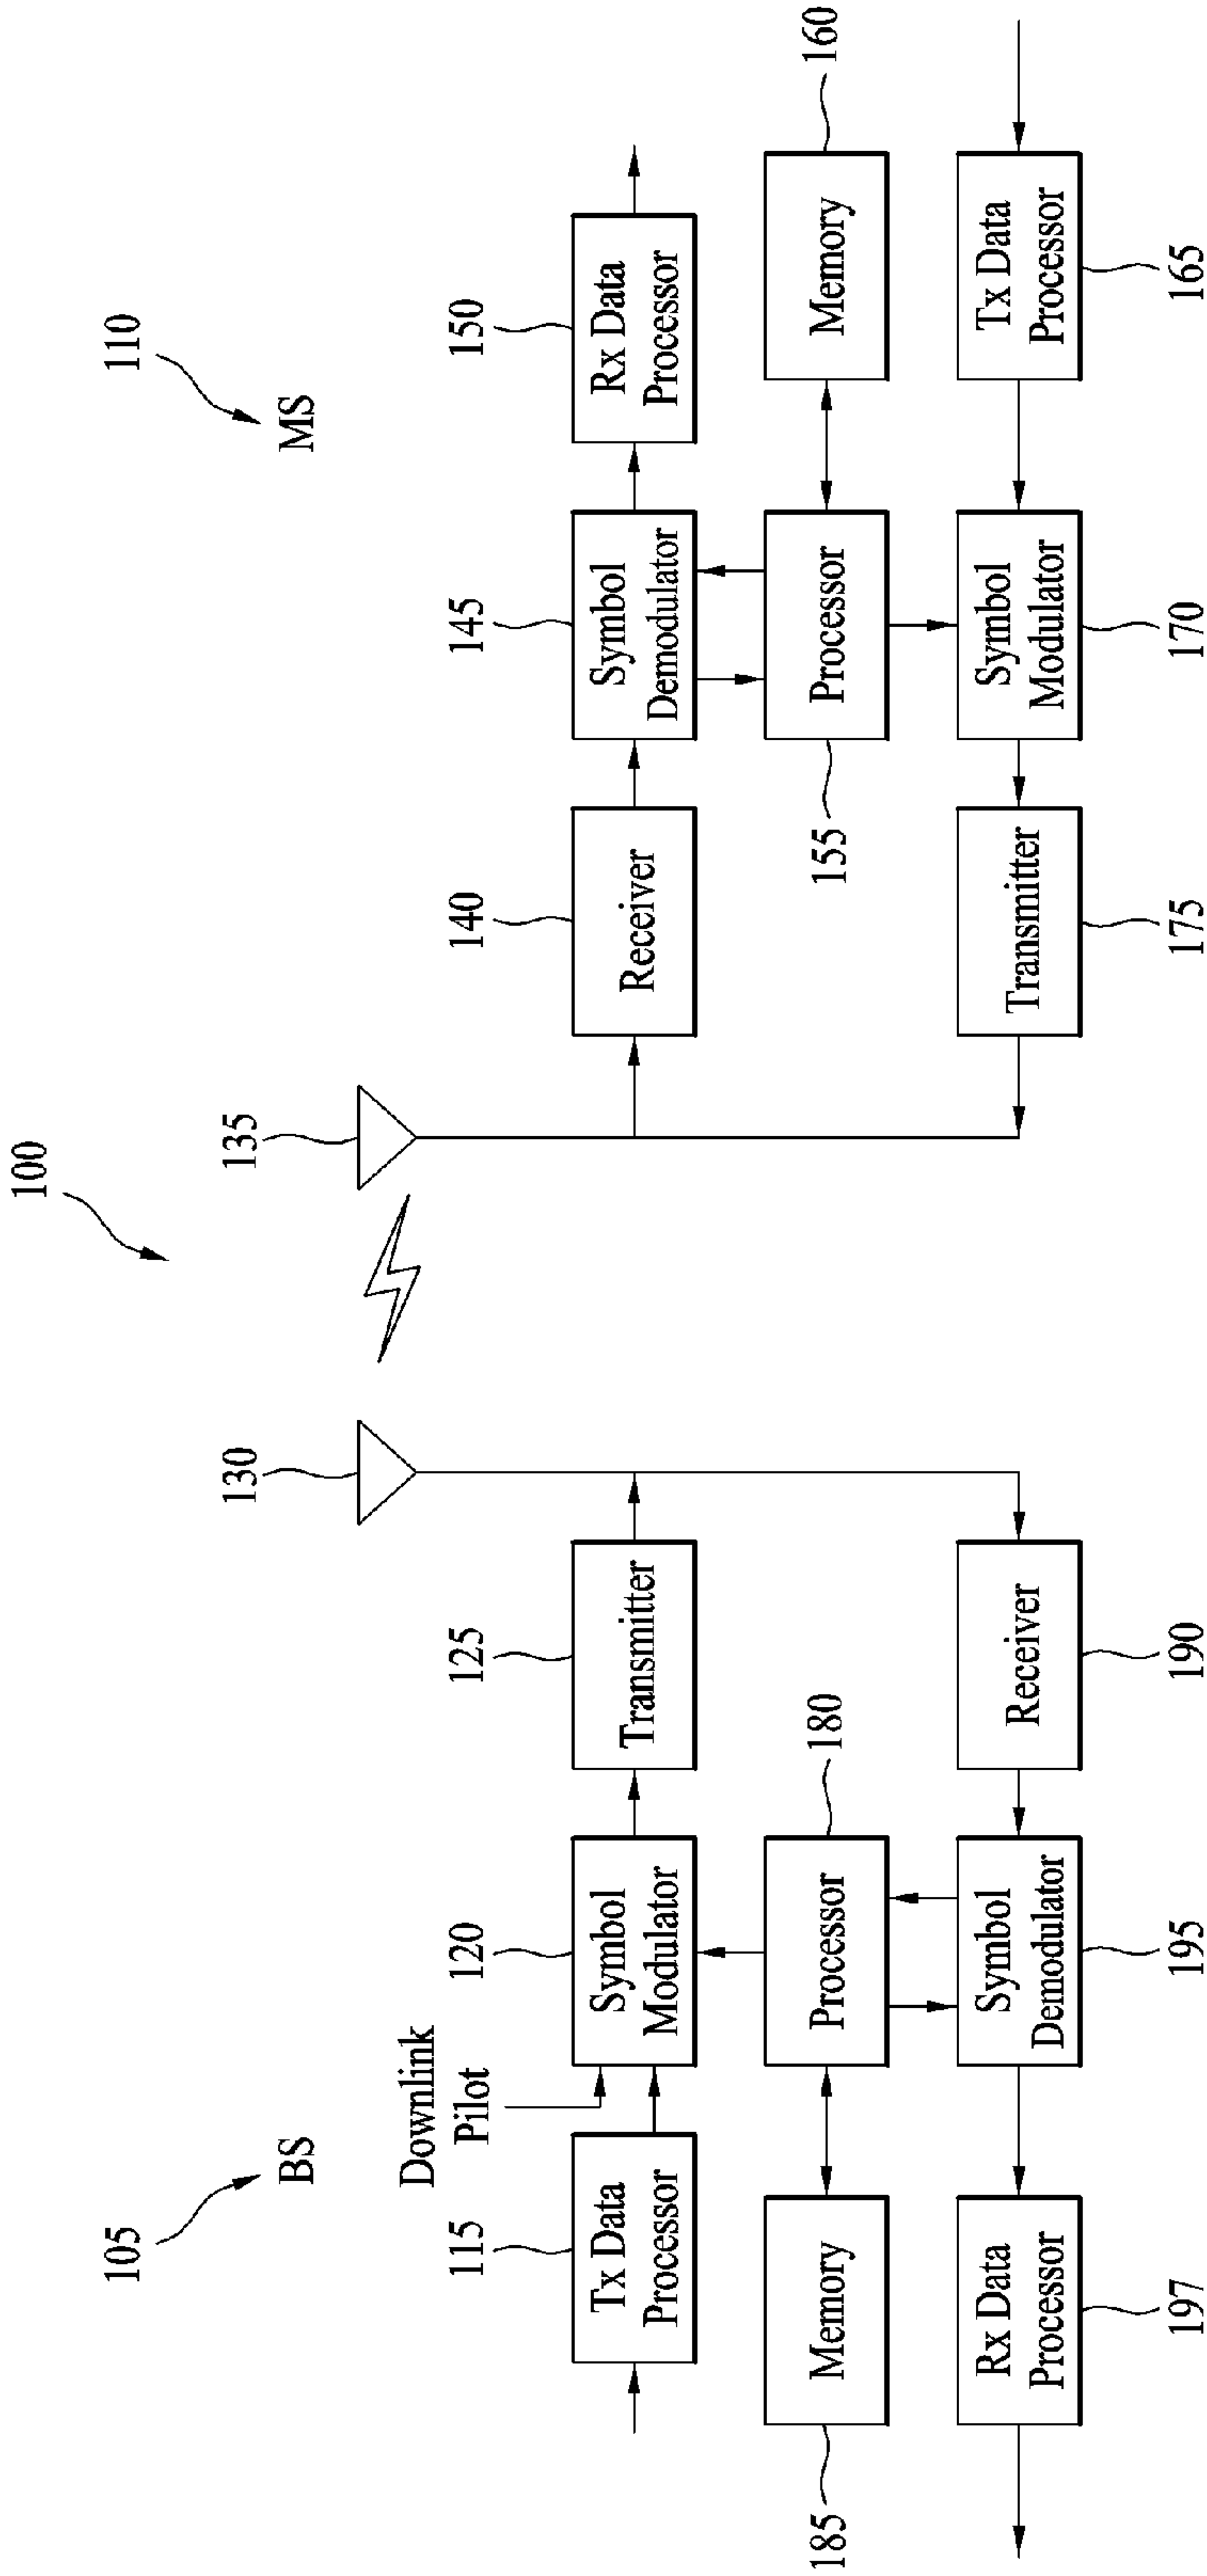 100
105
BS
110
MS
130
135
115
Tx Data
Processor
Downlink
Pilot
120
Symbol
Modulator
125
Transmitter
140
Receiver
145
Symbol
Demodulator
150
Rx Data
Processor
185
Memory
Processor
180
155
Processor
Memory
160
Rx Data
Processor
197
Symbol
Demodulator
195
Receiver
190
Transmitter
175
Symbol
Modulator
170
Tx Data
Processor
165